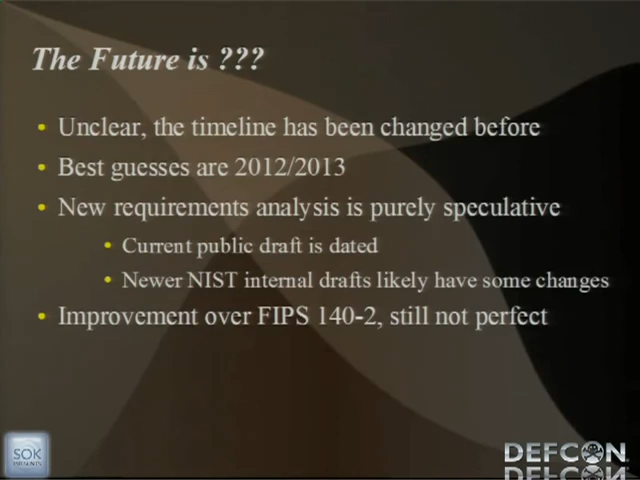 The Future is ???
• Unclear, the timeline has been changed before
• Best guesses are 2012/2013
• New requirements analysis is purely speculative
• Current public draft is dated
• Newer NIST internal drafts likely have some changes
• Improvement over FIPS 140-2, still not perfect
SOK
DEFCON